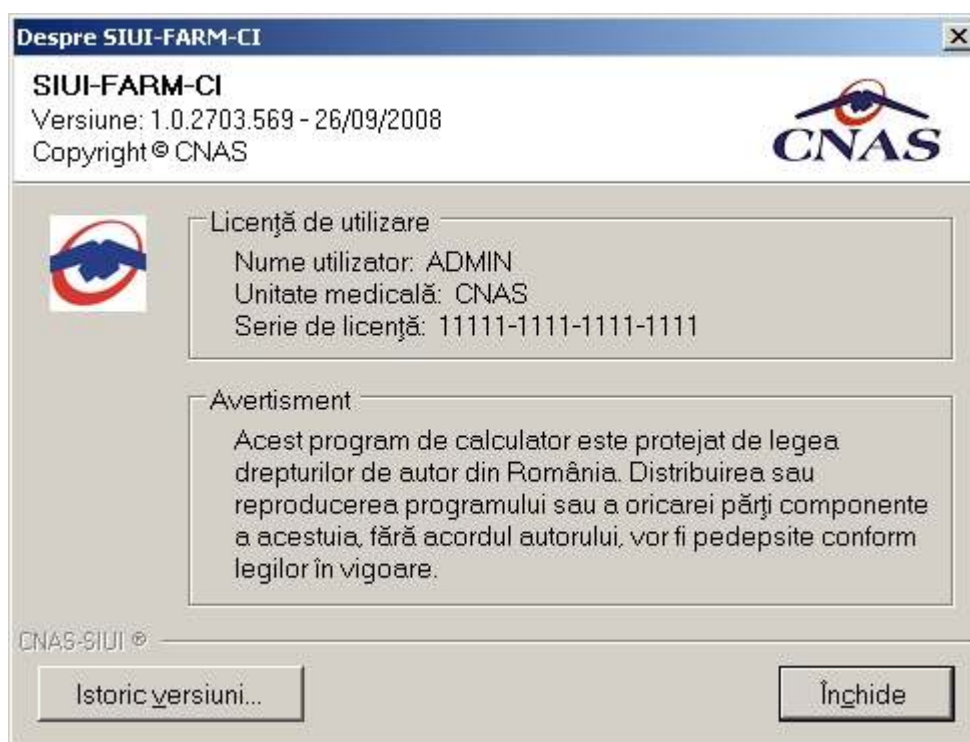 Despre SIUI-FARM-CI
SIUI-FARM-CI
Versiune: 1.0.2703.569 - 26/09/2008
Copyright © CNAS
CNAS
Licenţă de utilizare
Nume utilizator: ADMIN
Unitate medicală: CNAS
Serie de licenţă: 11111-1111-1111-1111
Avertisment
Acest program de calculator este protejat de legea
drepturilor de autor din România. Distribuirea sau
reproducerea programului sau a oricarei părţi componente
a acestuia, fără acordul autorului, vor fi pedepsite conform
legilor în vigoare.
CNAS-SIUI ®
Istoric versiuni...
Închide